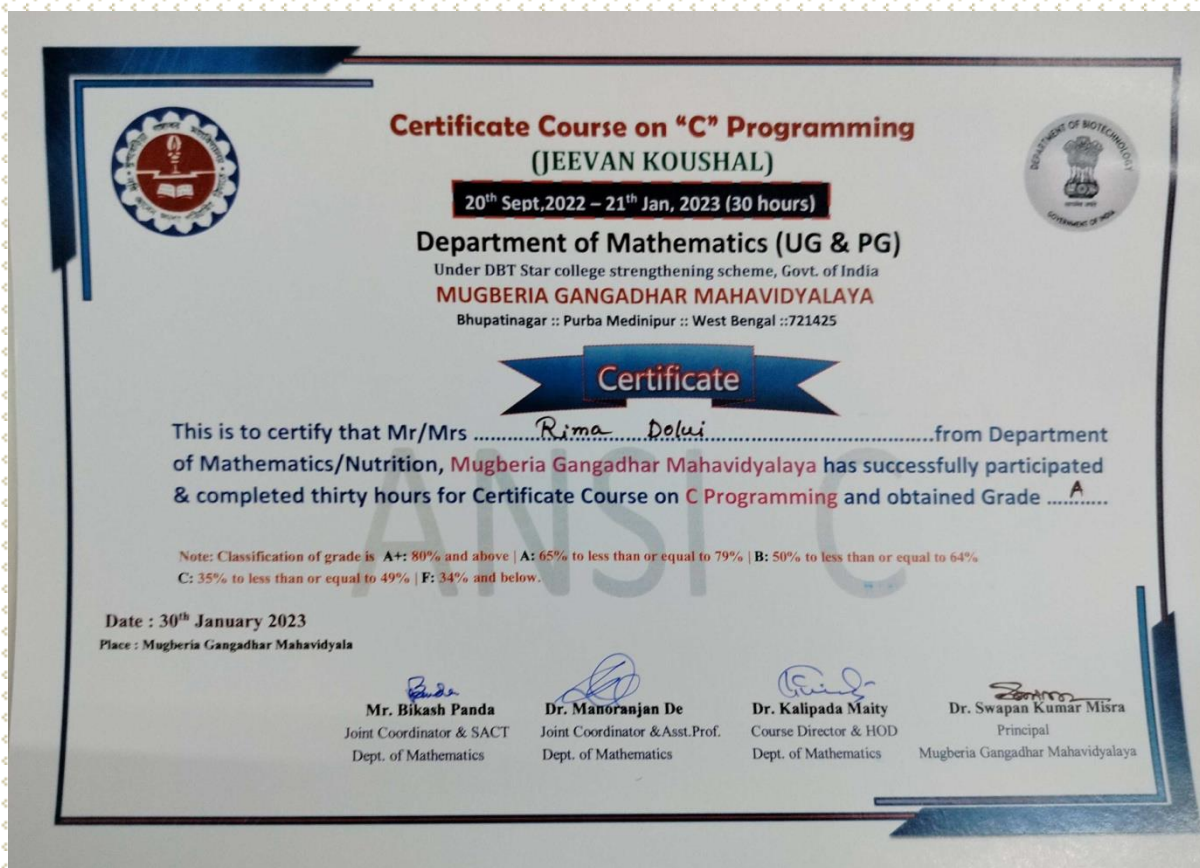 Certificate Course on “C” Programming
(JEEVAN KOUSHAL)
20th Sept,2022 – 21th Jan, 2023 (30 hours)
Department of Mathematics (UG & PG)
Under DBT Star college strengthening scheme, Govt. of India
MUGBERIA GANGADHAR MAHAVIDYALAYA
Bhupatinagar :: Purba Medinipur :: West Bengal ::721425
DEPARTMENT OF BIOTECHNOLOGY
GOVERNMENT OF INDIA
Certificate
This is to certify that Mr/Mrs ............Rima Dolui......................................from Department
of Mathematics/Nutrition, Mugberia Gangadhar Mahavidyalaya has successfully participated
& completed thirty hours for Certificate Course on C Programming and obtained Grade .....A.....
ANSI C
Note: Classification of grade is A+: 80% and above | A: 65% to less than or equal to 79% | B: 50% to less than or equal to 64%
C: 35% to less than or equal to 49% | F: 34% and below.
Date : 30th January 2023
Place : Mugberia Gangadhar Mahavidyala
Mr. Bikash Panda
Joint Coordinator & SACT
Dept. of Mathematics
Dr. Manoranjan De
Joint Coordinator &Asst.Prof.
Dept. of Mathematics
Dr. Kalipada Maity
Course Director & HOD
Dept. of Mathematics
Dr. Swapan Kumar Misra
Principal
Mugberia Gangadhar Mahavidyalaya